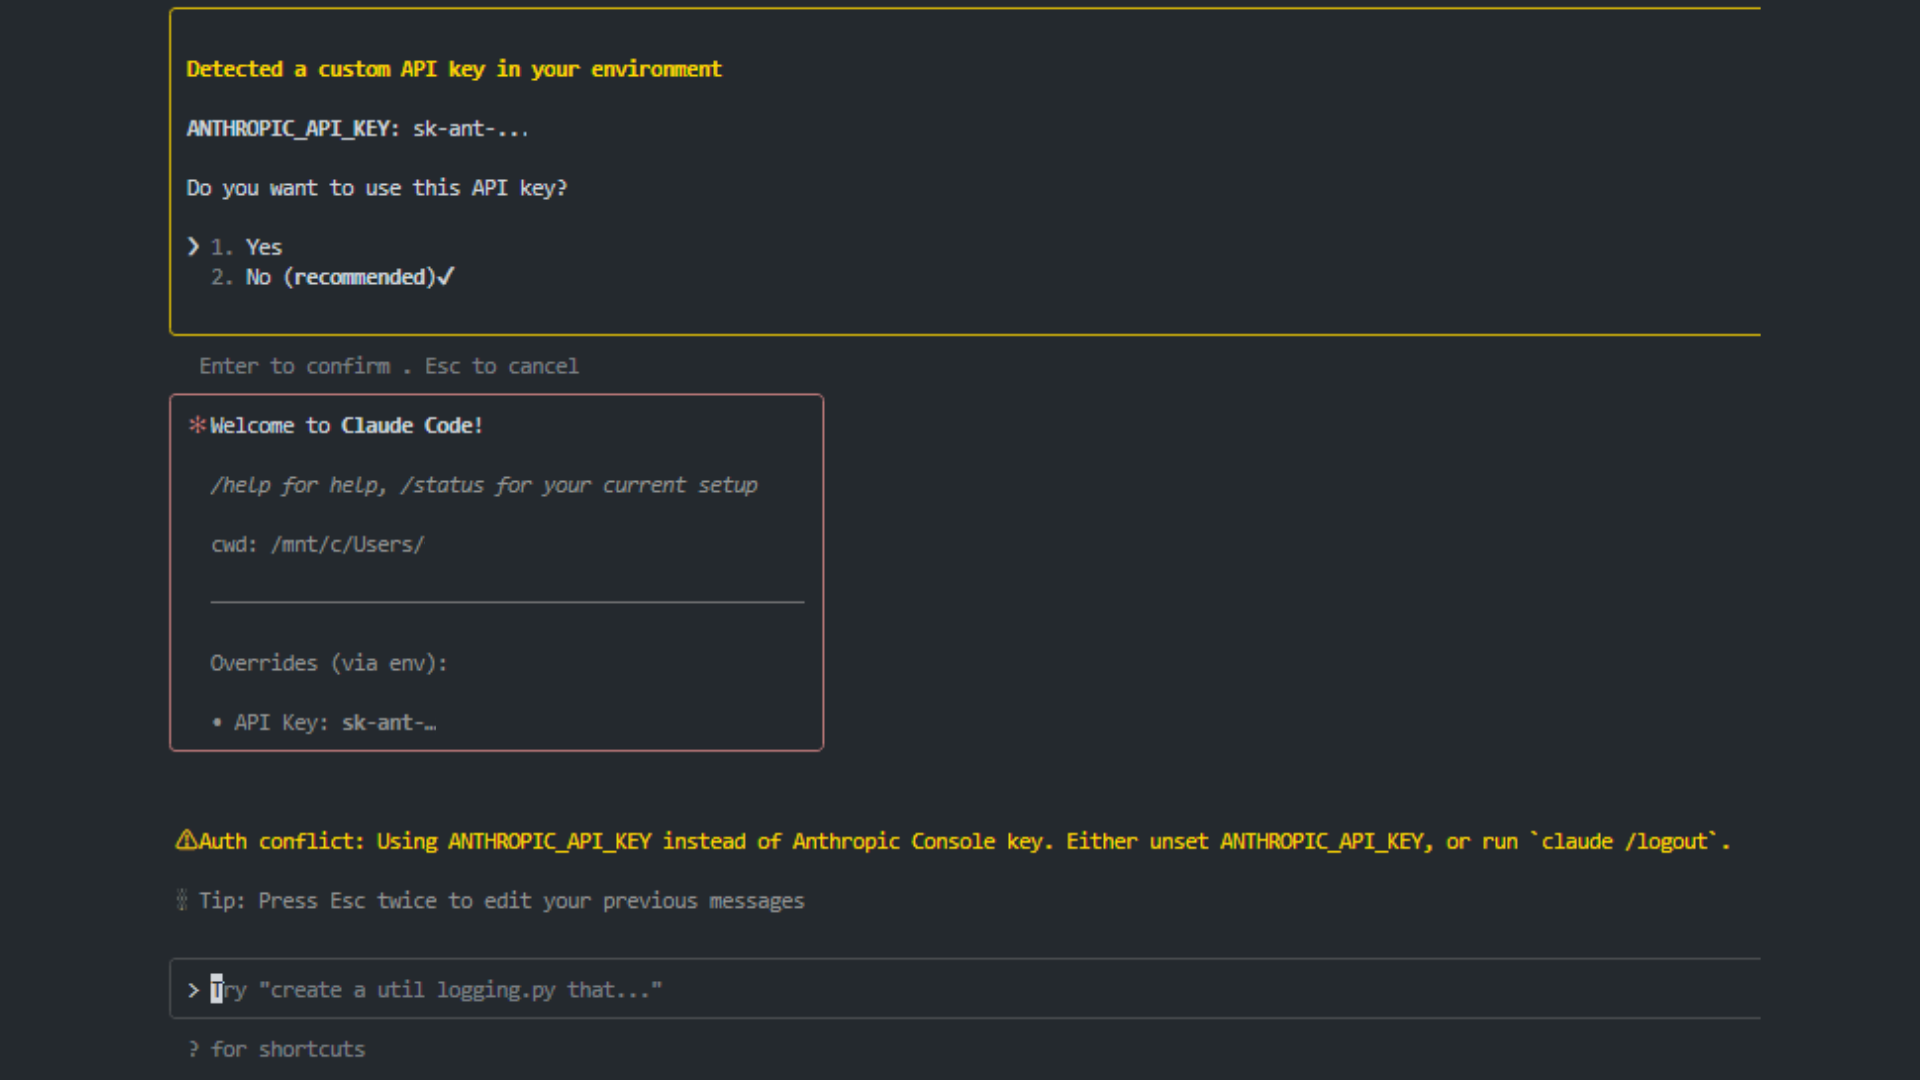 Detected a custom API key in your environment
ANTHROPIC_API_KEY: sk-ant-...
Do you want to use this API key?
❯ 1. Yes
2. No (recommended)✓
Enter to confirm . Esc to cancel
*Welcome to Claude Code!
/help for help, /status for your current setup
cwd: /mnt/c/Users/
Overrides (via env):
• API Key: sk-ant-…
⚠Auth conflict: Using ANTHROPIC_API_KEY instead of Anthropic Console key. Either unset ANTHROPIC_API_KEY, or run `claude /logout`.
Tip: Press Esc twice to edit your previous messages
> Try "create a util logging.py that..."
? for shortcuts